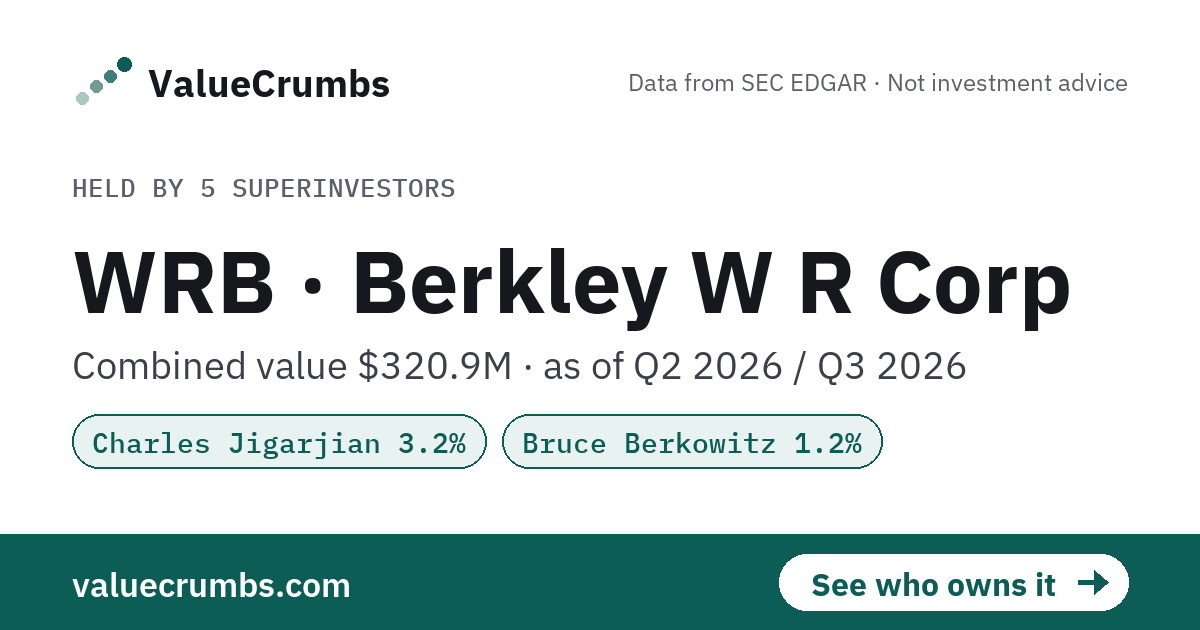 ValueCrumbs
Data from SEC EDGAR · Not investment advice
HELD BY 5 SUPERINVESTORS
WRB · Berkley W R Corp
Combined value $320.9M · as of Q2 2026 / Q3 2026
Charles Jigarjian 3.2%
Bruce Berkowitz 1.2%
valuecrumbs.com
See who owns it →